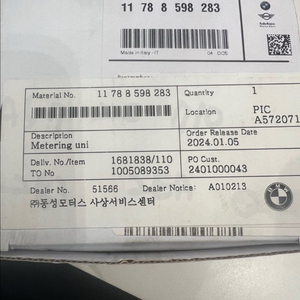 11 78 8 598 283
Made in Italy - IT
Material No. 11 78 8 598 283
Quantity 1
Location PIC
A572071
Description
Metering uni
Order Release Date
2024.01.05
Deliv. No/Item 1681838/110
TO No 1005089353
PO Cust.
2401000043
Dealer No. 51566 Dealer Notice: A010213
㈜동성모터스 사상서비스센터
BMW